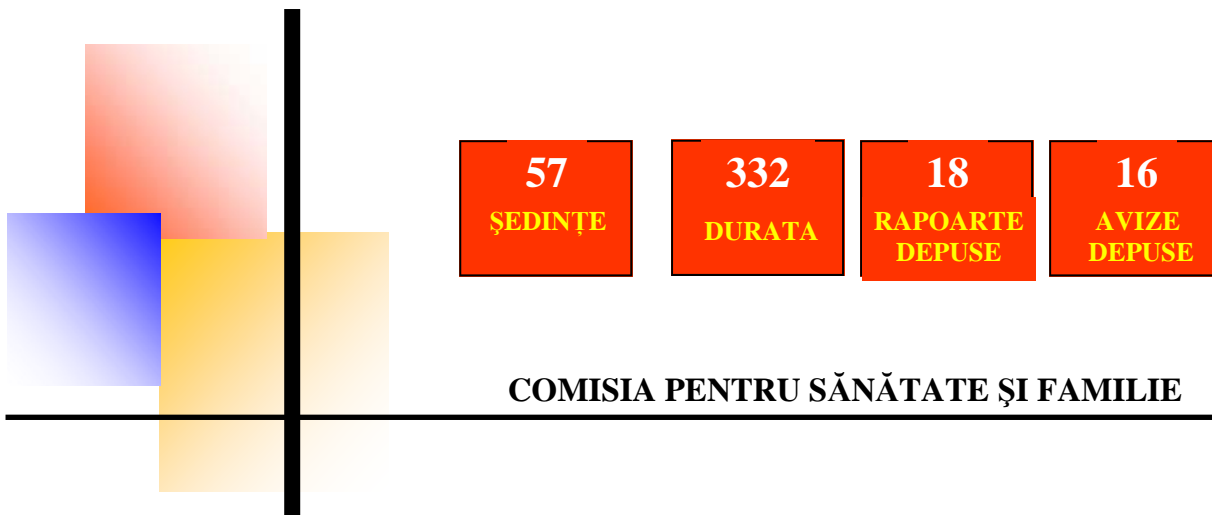 57
ŞEDINȚE
332
DURATA
18
RAPOARTE
DEPUSE
16
AVIZE
DEPUSE
COMISIA PENTRU SĂNĂTATE ŞI FAMILIE